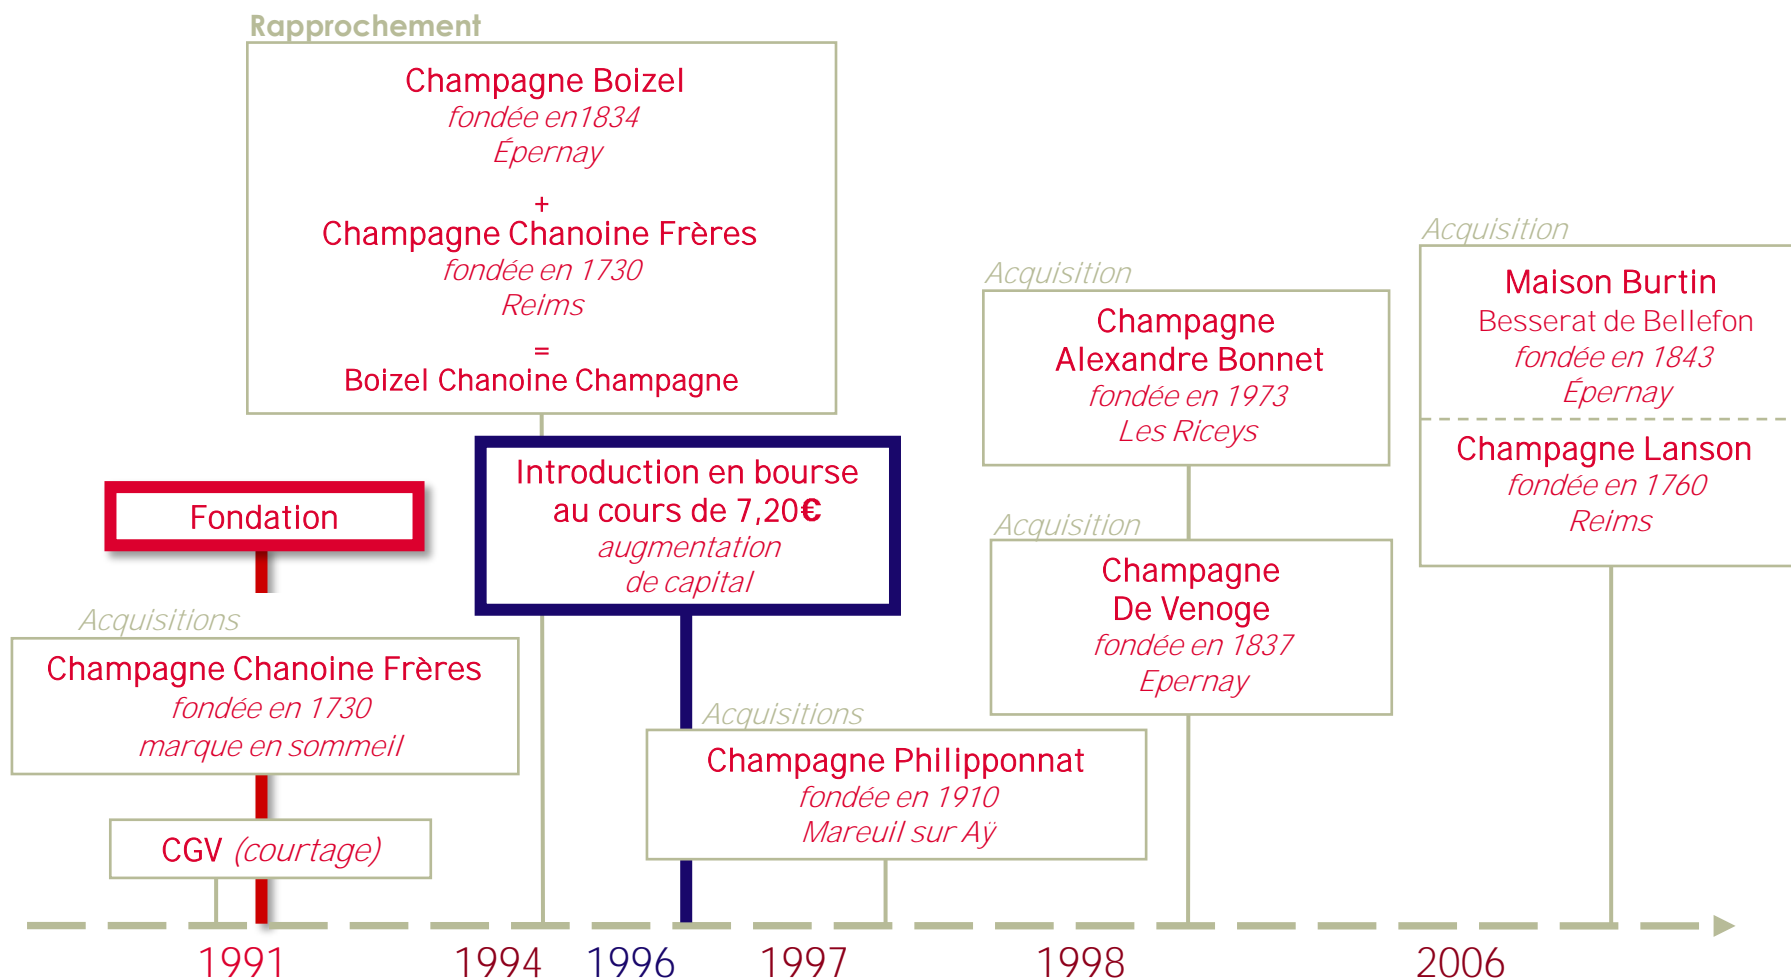 Rapprochement
Champagne Boizel
fondée en1834
Épernay
+
Champagne Chanoine Frères
fondée en 1730
Reims
=
Boizel Chanoine Champagne
Introduction en bourse
au cours de 7,20€
augmentation
de capital
Fondation
Acquisitions
Champagne Chanoine Frères
fondée en 1730
marque en sommeil
CGV (courtage)
Acquisitions
Champagne Philipponnat
fondée en 1910
Mareuil sur Aÿ
Acquisition
Champagne
Alexandre Bonnet
fondée en 1973
Les Riceys
Acquisition
Champagne
De Venoge
fondée en 1837
Epernay
Acquisition
Maison Burtin
Besserat de Bellefon
fondée en 1843
Épernay
Champagne Lanson
fondée en 1760
Reims
1991 1994 1996 1997 1998 2006